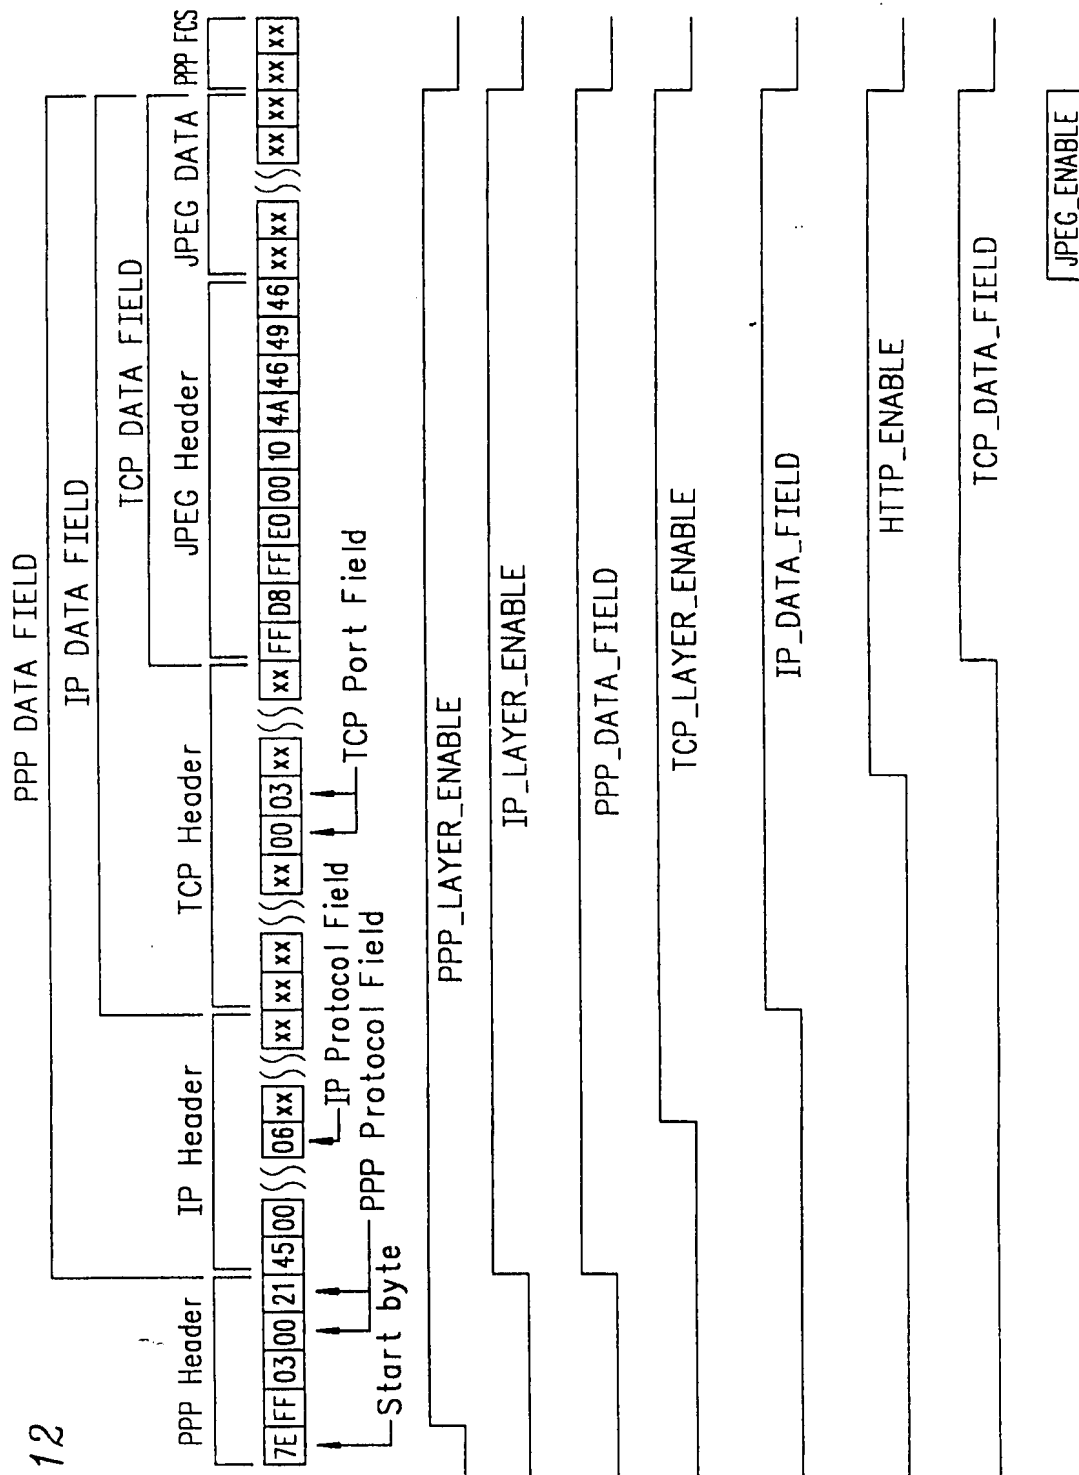 12
PPP DATA FIELD
IP DATA FIELD
TCP DATA FIELD
PPP Header IP Header TCP Header JPEG Header JPEG DATA PPP FCS
7E FF 03 00 21 45 00 06 xx xx xx xx xx 00 03 xx xx FF D8 FF E0 00 10 4A 46 49 46 xx xx xx xx xx xx
Start byte
PPP Protocol Field
IP Protocol Field
TCP Port Field
PPP_LAYER_ENABLE
IP_LAYER_ENABLE
PPP_DATA_FIELD
TCP_LAYER_ENABLE
IP_DATA_FIELD
HTTP_ENABLE
TCP_DATA_FIELD
JPEG_ENABLE